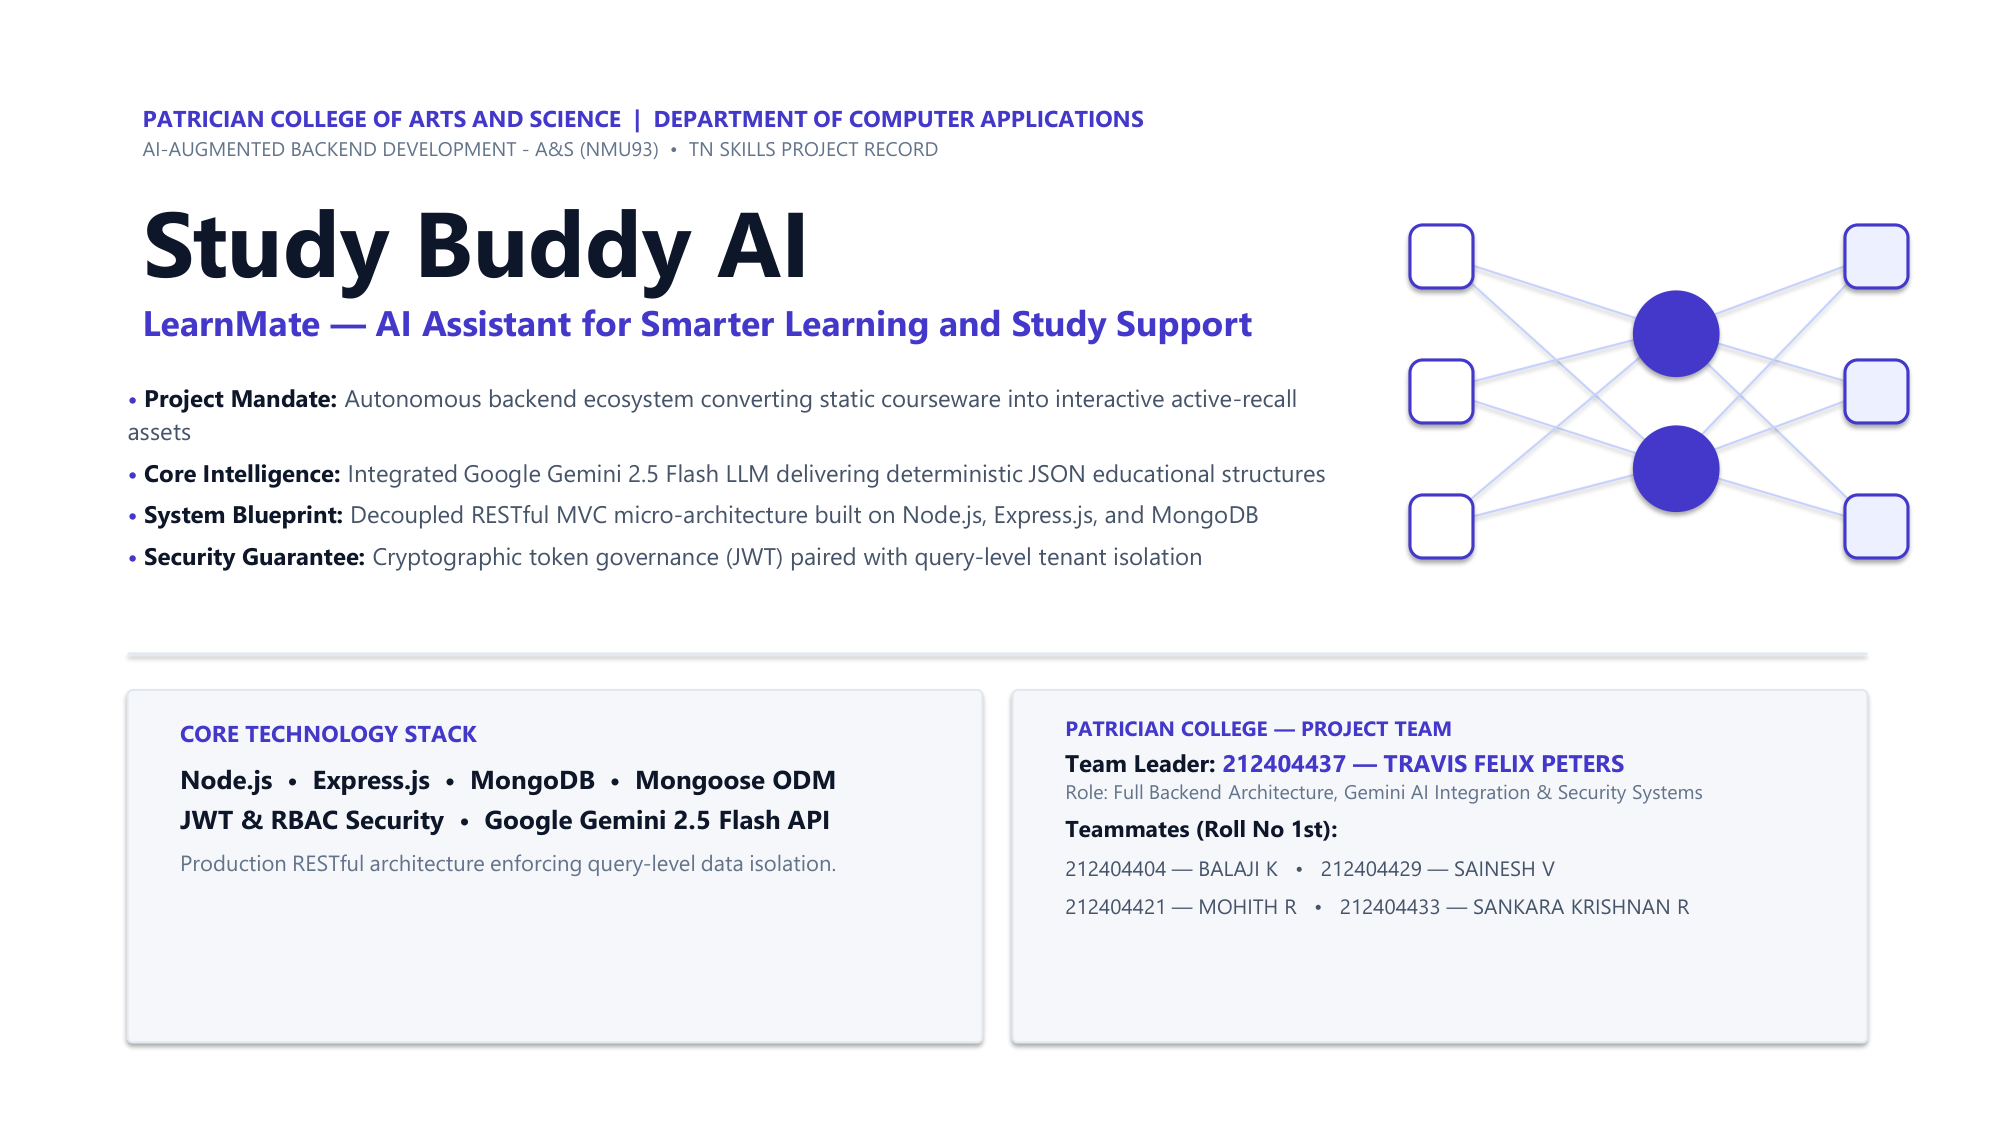 PATRICIAN COLLEGE OF ARTS AND SCIENCE | DEPARTMENT OF COMPUTER APPLICATIONS
AI-AUGMENTED BACKEND DEVELOPMENT - A&S (NMU93) • TN SKILLS PROJECT RECORD
Study Buddy AI
LearnMate — AI Assistant for Smarter Learning and Study Support
• Project Mandate: Autonomous backend ecosystem converting static courseware into interactive active-recall
assets
• Core Intelligence: Integrated Google Gemini 2.5 Flash LLM delivering deterministic JSON educational structures
• System Blueprint: Decoupled RESTful MVC micro-architecture built on Node.js, Express.js, and MongoDB
• Security Guarantee: Cryptographic token governance (JWT) paired with query-level tenant isolation
CORE TECHNOLOGY STACK
Node.js • Express.js • MongoDB • Mongoose ODM
JWT & RBAC Security • Google Gemini 2.5 Flash API
Production RESTful architecture enforcing query-level data isolation.
PATRICIAN COLLEGE — PROJECT TEAM
Team Leader: 212404437 — TRAVIS FELIX PETERS
Role: Full Backend Architecture, Gemini AI Integration & Security Systems
Teammates (Roll No 1st):
212404404 — BALAJI K • 212404429 — SAINESH V
212404421 — MOHITH R • 212404433 — SANKARA KRISHNAN R